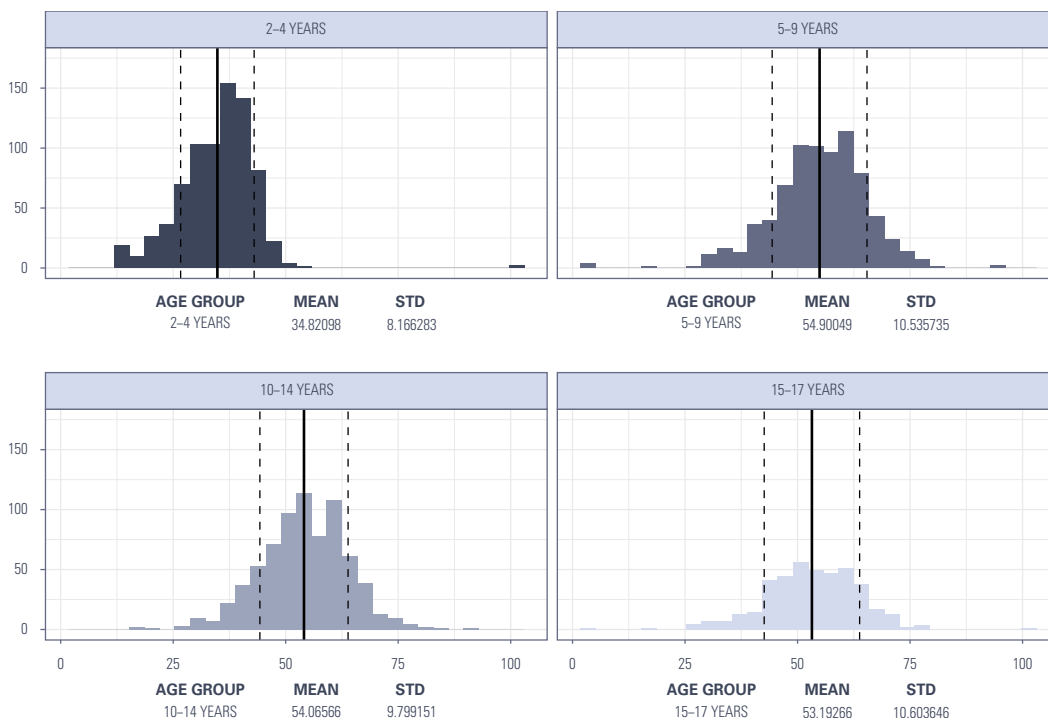 2–4 YEARS
5–9 YEARS
150
100
50
0
AGE GROUP MEAN STD
2–4 YEARS 34.82098 8.166283
AGE GROUP MEAN STD
5–9 YEARS 54.90049 10.535735
10–14 YEARS
15–17 YEARS
150
100
50
0
0 25 50 75 100
0 25 50 75 100
AGE GROUP MEAN STD
10–14 YEARS 54.06566 9.799151
AGE GROUP MEAN STD
15–17 YEARS 53.19266 10.603646